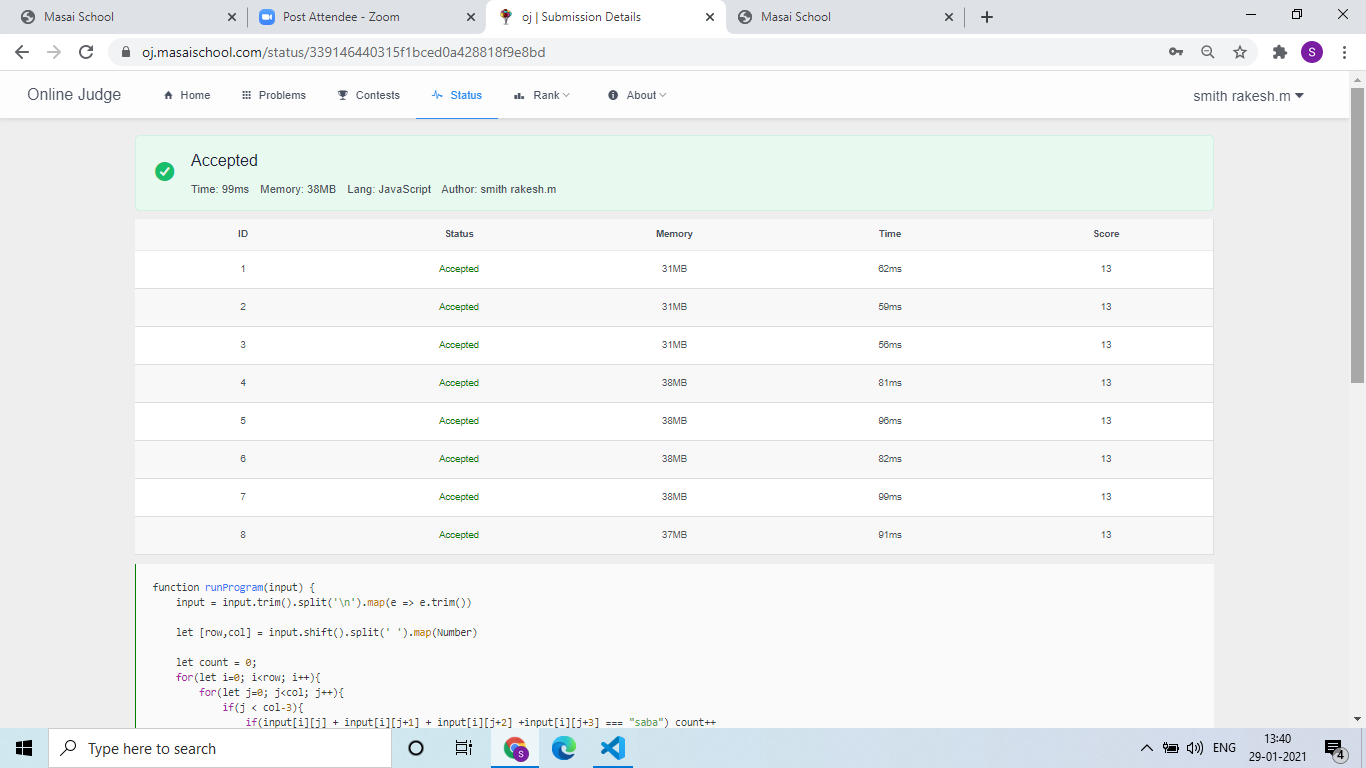 Masai School
Post Attendee - Zoom
oj | Submission Details
Masai School
oj.masaischool.com/status/339146440315f1bced0a428818f9e8bd
S
Online Judge
Home
Problems
Contests
Status
Rank
About
smith rakesh.m
Accepted
Time: 99ms Memory: 38MB Lang: JavaScript Author: smith rakesh.m
ID Status Memory Time Score
1 Accepted 31MB 62ms 13
2 Accepted 31MB 59ms 13
3 Accepted 31MB 56ms 13
4 Accepted 38MB 81ms 13
5 Accepted 38MB 96ms 13
6 Accepted 38MB 82ms 13
7 Accepted 38MB 99ms 13
8 Accepted 37MB 91ms 13
function runProgram(input) {
input = input.trim().split('\n').map(e => e.trim())
let [row,col] = input.shift().split(' ').map(Number)
let count = 0;
for(let i=0; i<row; i++){
for(let j=0; j<col; j++){
if(j < col-3){
if(input[i][j] + input[i][j+1] + input[i][j+2] +input[i][j+3] === "saba") count++
Type here to search
S
ENG
13:40
29-01-2021
4